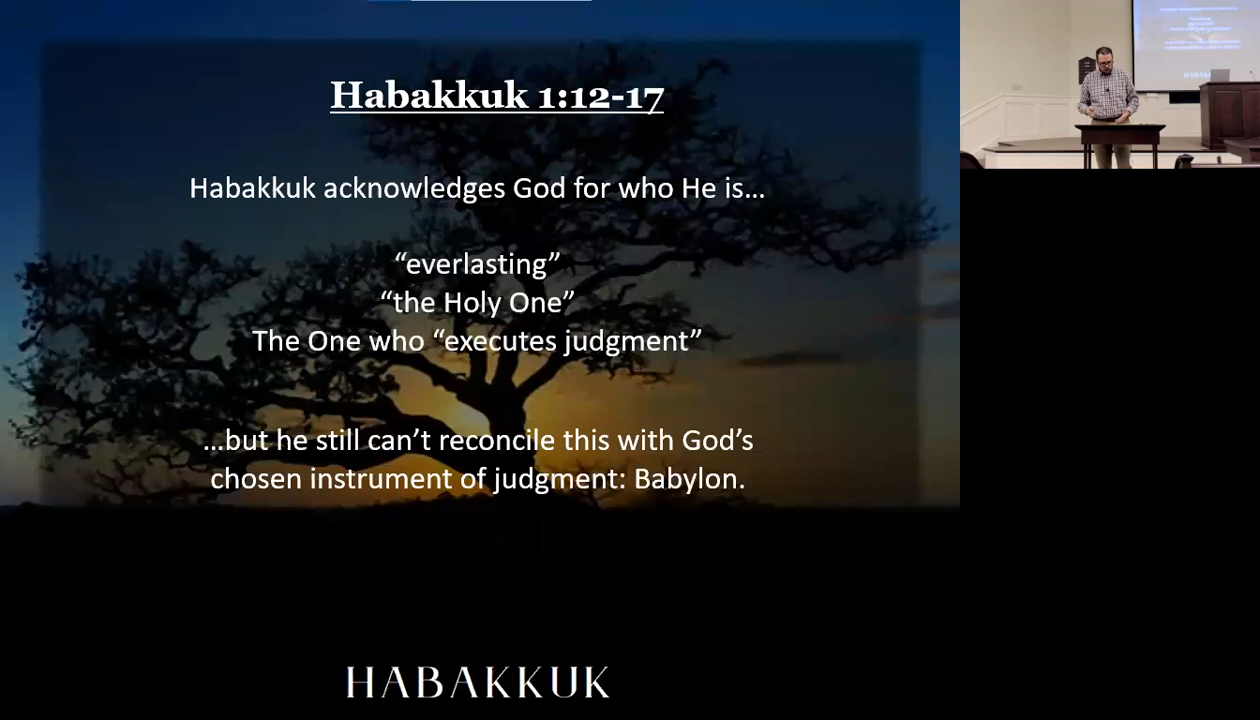 Habakkuk 1:12-17
Habakkuk acknowledges God for who He is…
“everlasting”
“the Holy One”
The One who “executes judgment”
…but he still can’t reconcile this with God’s
chosen instrument of judgment: Babylon.
HABAKKUK